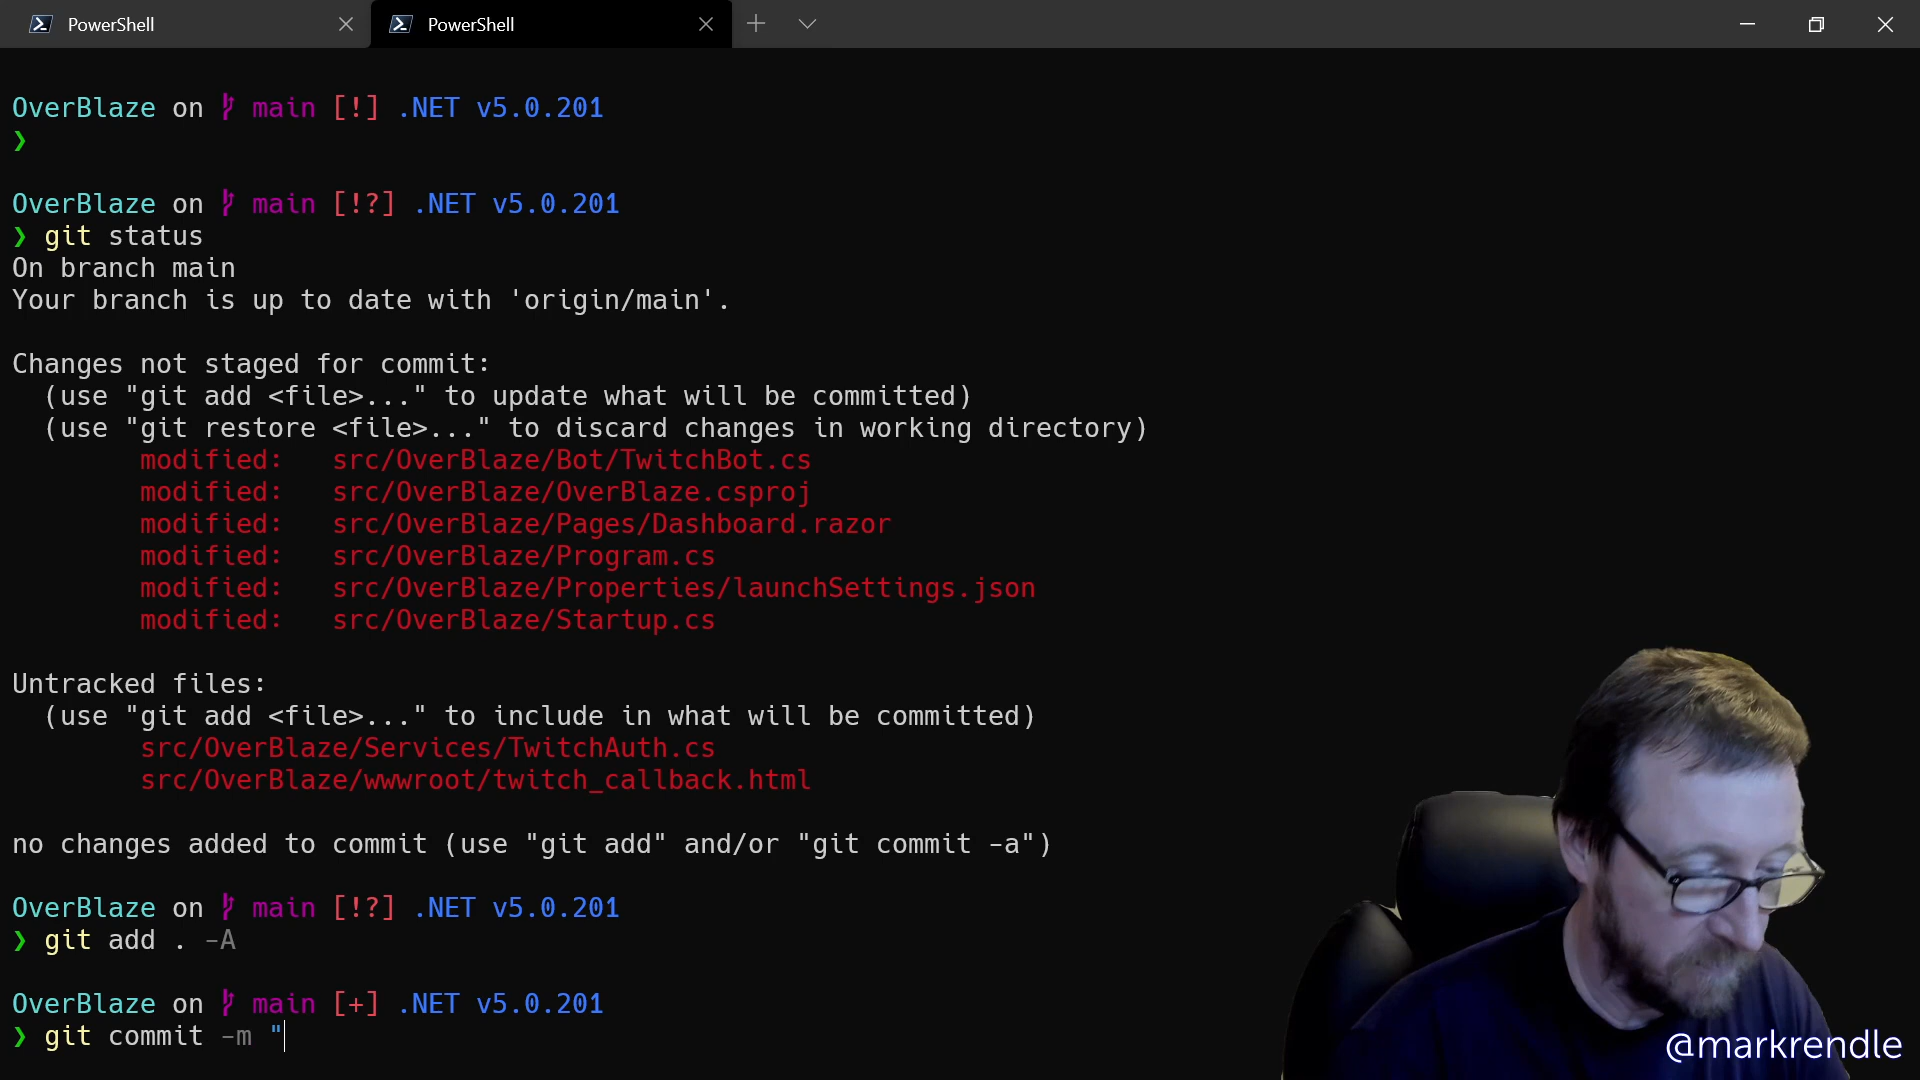 PowerShell
PowerShell
OverBlaze on main [!] .NET v5.0.201
❯
OverBlaze on main [!?] .NET v5.0.201
❯ git status
On branch main
Your branch is up to date with 'origin/main'.
Changes not staged for commit:
(use "git add <file>..." to update what will be committed)
(use "git restore <file>..." to discard changes in working directory)
modified: src/OverBlaze/Bot/TwitchBot.cs
modified: src/OverBlaze/OverBlaze.csproj
modified: src/OverBlaze/Pages/Dashboard.razor
modified: src/OverBlaze/Program.cs
modified: src/OverBlaze/Properties/launchSettings.json
modified: src/OverBlaze/Startup.cs
Untracked files:
(use "git add <file>..." to include in what will be committed)
src/OverBlaze/Services/TwitchAuth.cs
src/OverBlaze/wwwroot/twitch_callback.html
no changes added to commit (use "git add" and/or "git commit -a")
OverBlaze on main [!?] .NET v5.0.201
❯ git add . -A
OverBlaze on main [+] .NET v5.0.201
❯ git commit -m "
@markrendle